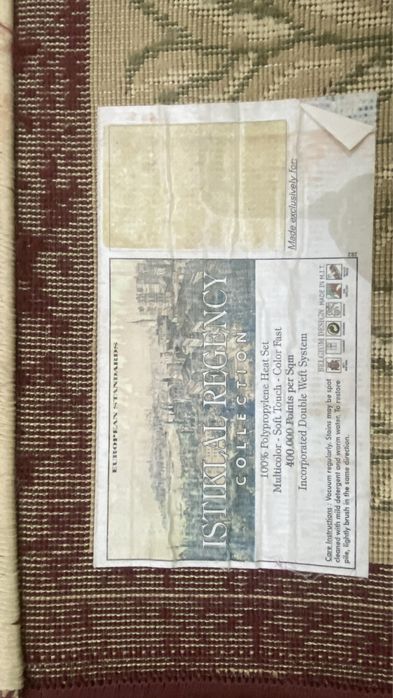 EUROPEAN STANDARDS
ISTIKLAL REGENCY
COLLECTION
100% Polypropylene Heat Set
Multicolor - Soft Touch - Color Fast
400.000 Points per Sqm
Incorporated Double Weft System
BELGIUM DESIGN MADE IN M.I.T.
Care Instructions : Vacuum regularly. Stains may be spot
cleaned with mild detergent and warm water. To restore
pile, lightly brush in the same direction.
Made exclusively for: